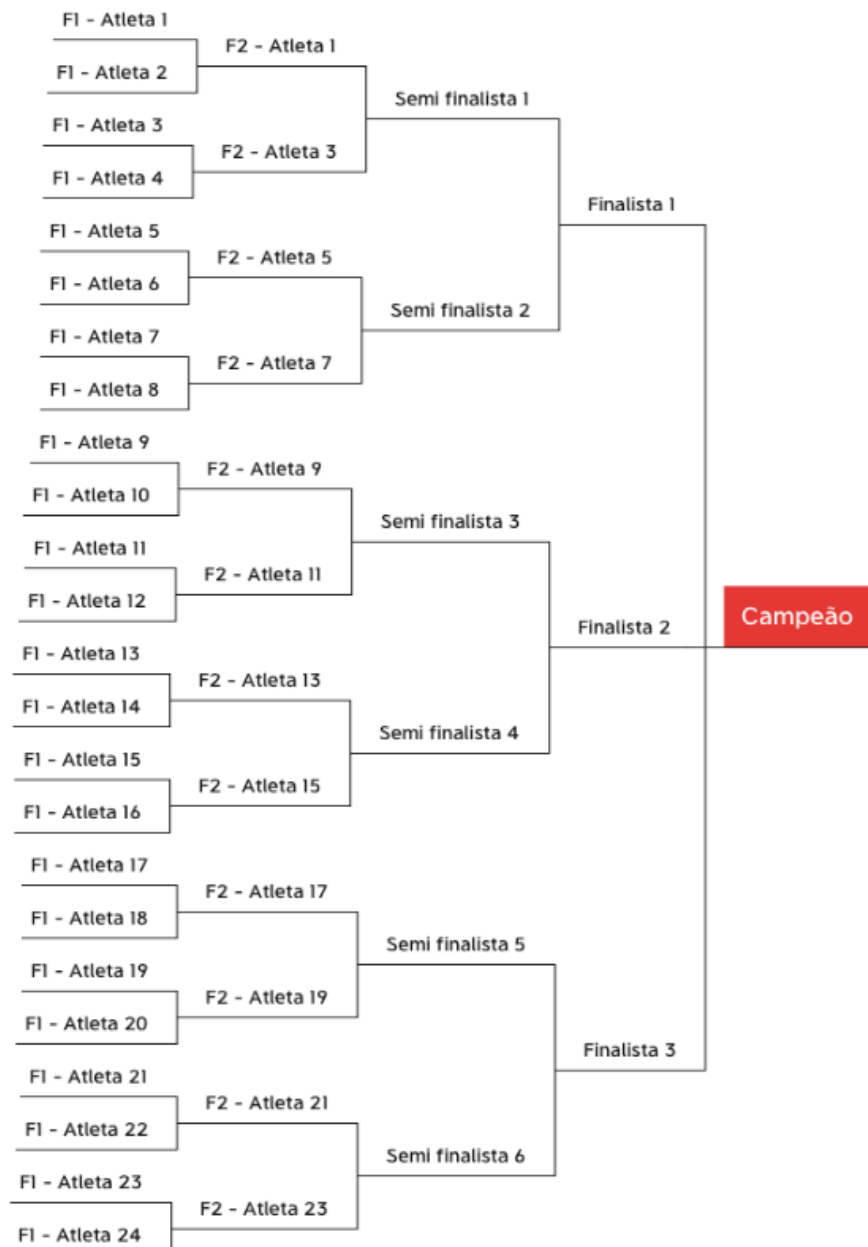 F1 - Atleta 1
F2 - Atleta 1
F1 - Atleta 2
Semi finalista 1
F1 - Atleta 3
F2 - Atleta 3
F1 - Atleta 4
Finalista 1
F1 - Atleta 5
F2 - Atleta 5
F1 - Atleta 6
Semi finalista 2
F1 - Atleta 7
F2 - Atleta 7
F1 - Atleta 8
F1 - Atleta 9
F2 - Atleta 9
F1 - Atleta 10
Semi finalista 3
F1 - Atleta 11
F2 - Atleta 11
F1 - Atleta 12
Finalista 2
Campeão
F1 - Atleta 13
F2 - Atleta 13
F1 - Atleta 14
Semi finalista 4
F1 - Atleta 15
F2 - Atleta 15
F1 - Atleta 16
F1 - Atleta 17
F2 - Atleta 17
F1 - Atleta 18
Semi finalista 5
F1 - Atleta 19
F2 - Atleta 19
F1 - Atleta 20
Finalista 3
F1 - Atleta 21
F2 - Atleta 21
F1 - Atleta 22
Semi finalista 6
F1 - Atleta 23
F2 - Atleta 23
F1 - Atleta 24